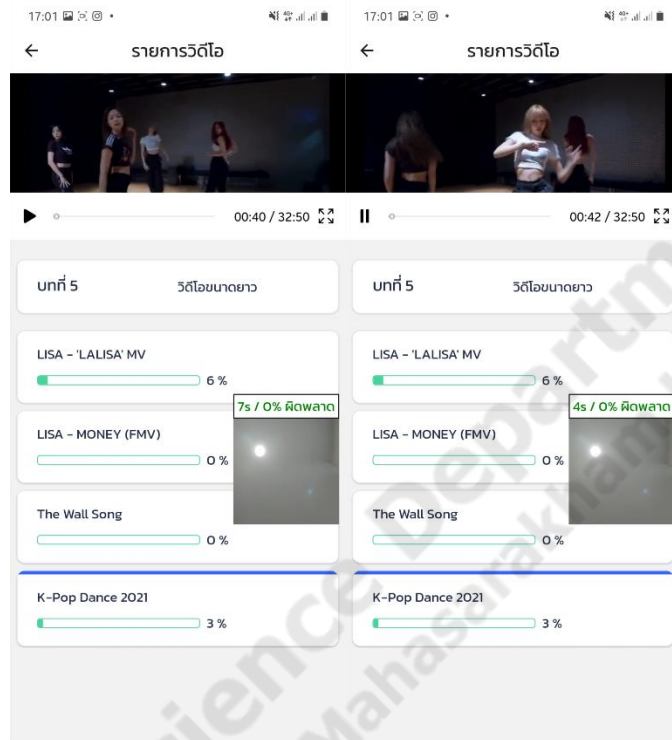 17:01
รายการวิดีโอ
00:40 / 32:50
บทที่ 5 วิดีโอขนาดยาว
LISA - 'LALISA' MV
6 %
7s / 0% ผิดพลาด
LISA - MONEY (FMV)
0 %
The Wall Song
0 %
K-Pop Dance 2021
3 %
17:01
รายการวิดีโอ
00:42 / 32:50
บทที่ 5 วิดีโอขนาดยาว
LISA - 'LALISA' MV
6 %
4s / 0% ผิดพลาด
LISA - MONEY (FMV)
0 %
The Wall Song
0 %
K-Pop Dance 2021
3 %